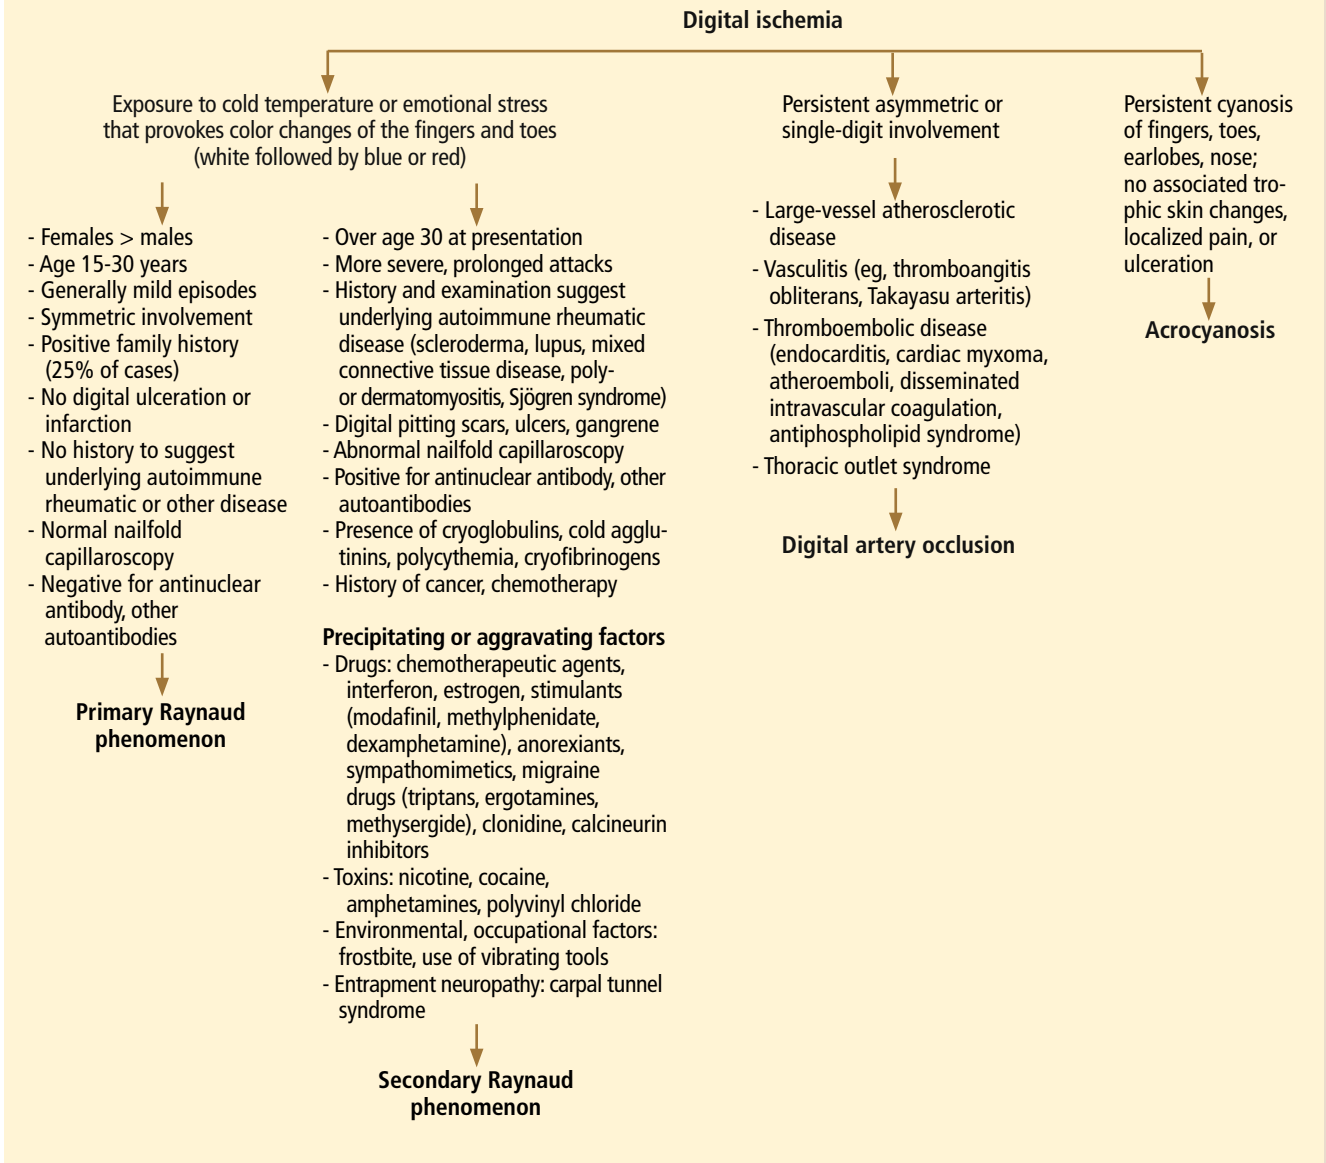 Digital ischemia
Exposure to cold temperature or emotional stress
that provokes color changes of the fingers and toes
(white followed by blue or red)
- Females > males
- Age 15-30 years
- Generally mild episodes
- Symmetric involvement
- Positive family history
(25% of cases)
- No digital ulceration or
infarction
- No history to suggest
underlying autoimmune
rheumatic or other disease
- Normal nailfold
capillaroscopy
- Negative for antinuclear
antibody, other
autoantibodies
Primary Raynaud
phenomenon
- Over age 30 at presentation
- More severe, prolonged attacks
- History and examination suggest
underlying autoimmune rheumatic
disease (scleroderma, lupus, mixed
connective tissue disease, poly-
or dermatomyositis, Sjögren syndrome)
- Digital pitting scars, ulcers, gangrene
- Abnormal nailfold capillaroscopy
- Positive for antinuclear antibody, other
autoantibodies
- Presence of cryoglobulins, cold agglu-
tinins, polycythemia, cryofibrinogens
- History of cancer, chemotherapy
Precipitating or aggravating factors
- Drugs: chemotherapeutic agents,
interferon, estrogen, stimulants
(modafinil, methylphenidate,
dexamphetamine), anorexiants,
sympathomimetics, migraine
drugs (triptans, ergotamines,
methysergide), clonidine, calcineurin
inhibitors
- Toxins: nicotine, cocaine,
amphetamines, polyvinyl chloride
- Environmental, occupational factors:
frostbite, use of vibrating tools
- Entrapment neuropathy: carpal tunnel
syndrome
Secondary Raynaud
phenomenon
Persistent asymmetric or
single-digit involvement
- Large-vessel atherosclerotic
disease
- Vasculitis (eg, thromboangitis
obliterans, Takayasu arteritis)
- Thromboembolic disease
(endocarditis, cardiac myxoma,
atheroemboli, disseminated
intravascular coagulation,
antiphospholipid syndrome)
- Thoracic outlet syndrome
Digital artery occlusion
Persistent cyanosis
of fingers, toes,
earlobes, nose;
no associated tro-
phic skin changes,
localized pain, or
ulceration
Acrocyanosis